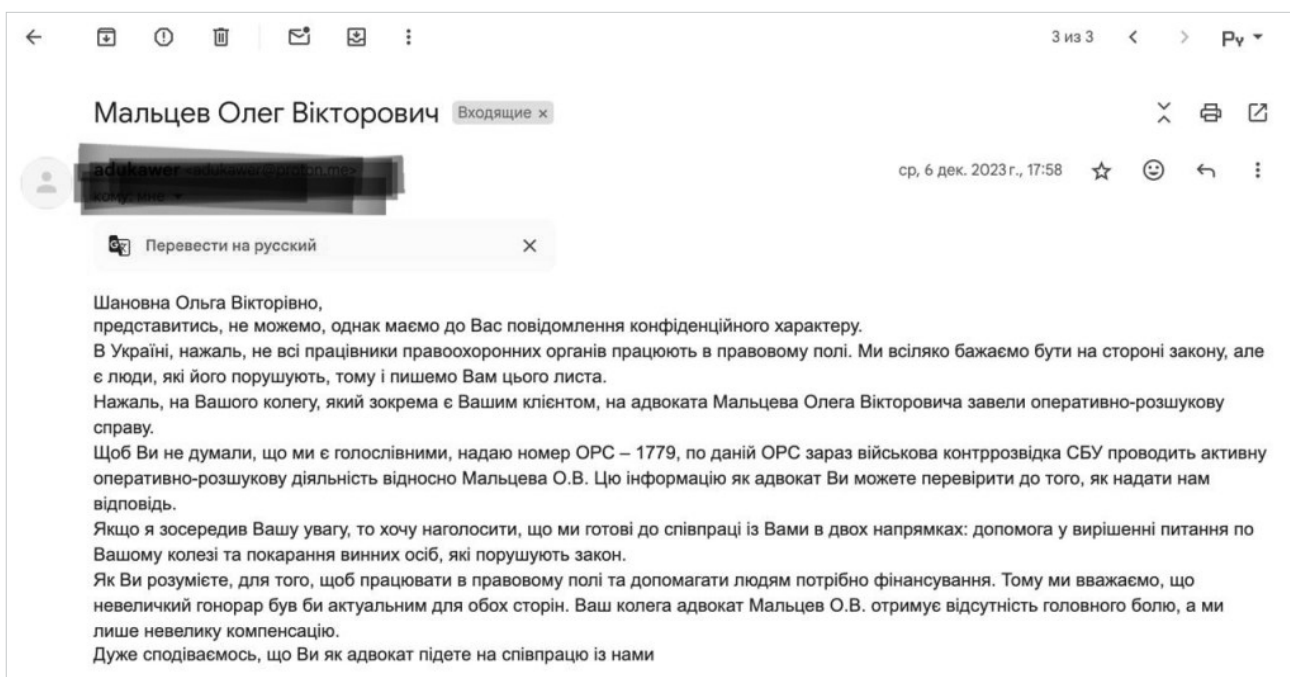 3 из 3
Ру
Мальцев Олег Вікторович Входящие ×
adukawer <adukawer@proton.me>
ср, 6 дек. 2023 г., 17:58
кому: мне
Перевести на русский
Шановна Ольга Вікторівно,
представитись, не можемо, однак маємо до Вас повідомлення конфіденційного характеру.
В Україні, нажаль, не всі працівники правоохоронних органів працюють в правовому полі. Ми всіляко бажаємо бути на стороні закону, але
є люди, які його порушують, тому і пишемо Вам цього листа.
Нажаль, на Вашого колегу, який зокрема є Вашим клієнтом, на адвоката Мальцева Олега Вікторовича завели оперативно-розшукову
справу.
Щоб Ви не думали, що ми є голослівними, надаю номер ОРС – 1779, по даній ОРС зараз військова контррозвідка СБУ проводить активну
оперативно-розшукову діяльність відносно Мальцева О.В. Цю інформацію як адвокат Ви можете перевірити до того, як надати нам
відповідь.
Якщо я зосередив Вашу увагу, то хочу наголосити, що ми готові до співпраці із Вами в двох напрямках: допомога у вирішенні питання по
Вашому колезі та покарання винних осіб, які порушують закон.
Як Ви розумієте, для того, щоб працювати в правовому полі та допомагати людям потрібно фінансування. Тому ми вважаємо, що
невеличкий гонорар був би актуальним для обох сторін. Ваш колега адвокат Мальцев О.В. отримує відсутність головного болю, а ми
лише невелику компенсацію.
Дуже сподіваємось, що Ви як адвокат підете на співпрацю із нами